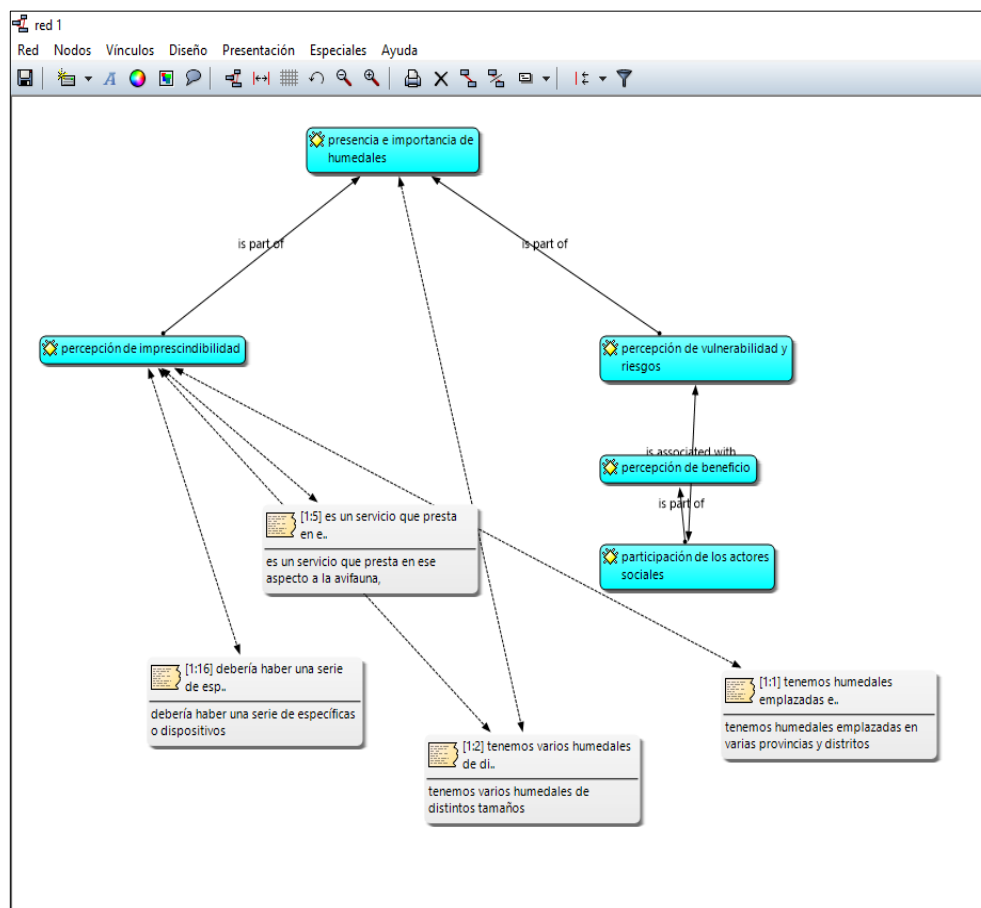 red 1
Red Nodos Vínculos Diseño Presentación Especiales Ayuda
presencia e importancia de
humedales
is part of
is part of
percepción de imprescindibilidad
percepción de vulnerabilidad y
riesgos
is associated with
percepción de beneficio
is part of
participación de los actores
sociales
[1:5] es un servicio que presta
en e..
es un servicio que presta en ese
aspecto a la avifauna,
[1:16] debería haber una serie
de esp..
debería haber una serie de específicas
o dispositivos
[1:2] tenemos varios humedales
de di..
tenemos varios humedales de
distintos tamaños
[1:1] tenemos humedales
emplazadas e..
tenemos humedales emplazadas en
varias provincias y distritos